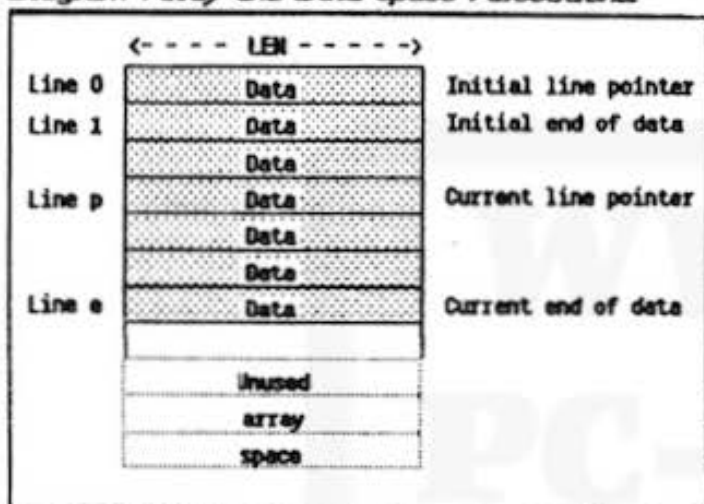 <- - - - LEN - - - - ->
Line 0 Data Initial line pointer
Line 1 Data Initial end of data
Data
Line p Data Current line pointer
Data
Data
Line e Data Current end of data
Unused
array
space
PC-